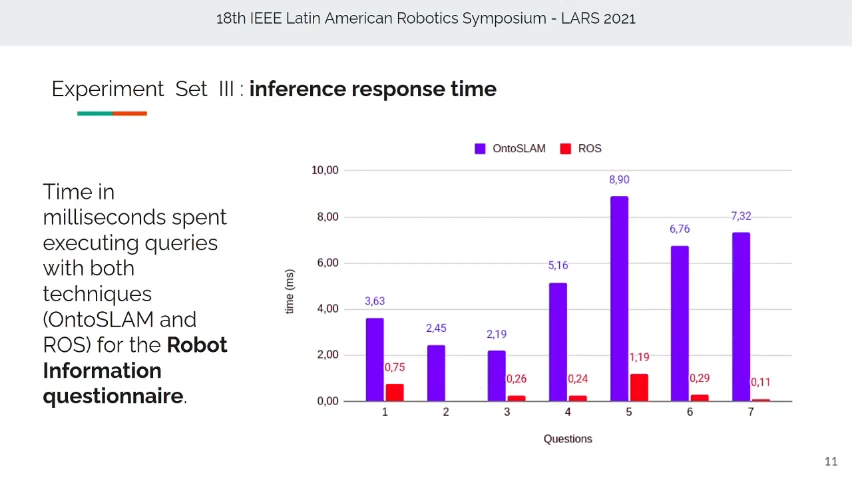 18th IEEE Latin American Robotics Symposium - LARS 2021
Experiment Set III : inference response time
Time in
milliseconds spent
executing queries
with both
techniques
(OntoSLAM and
ROS) for the Robot
Information
questionnaire.
OntoSLAM ROS
time (ms)
10,00
8,00
6,00
4,00
2,00
0,00
3,63
0,75
2,45
2,19
0,26
5,16
0,24
8,90
1,19
6,76
0,29
7,32
0,11
1 2 3 4 5 6 7
Questions
11